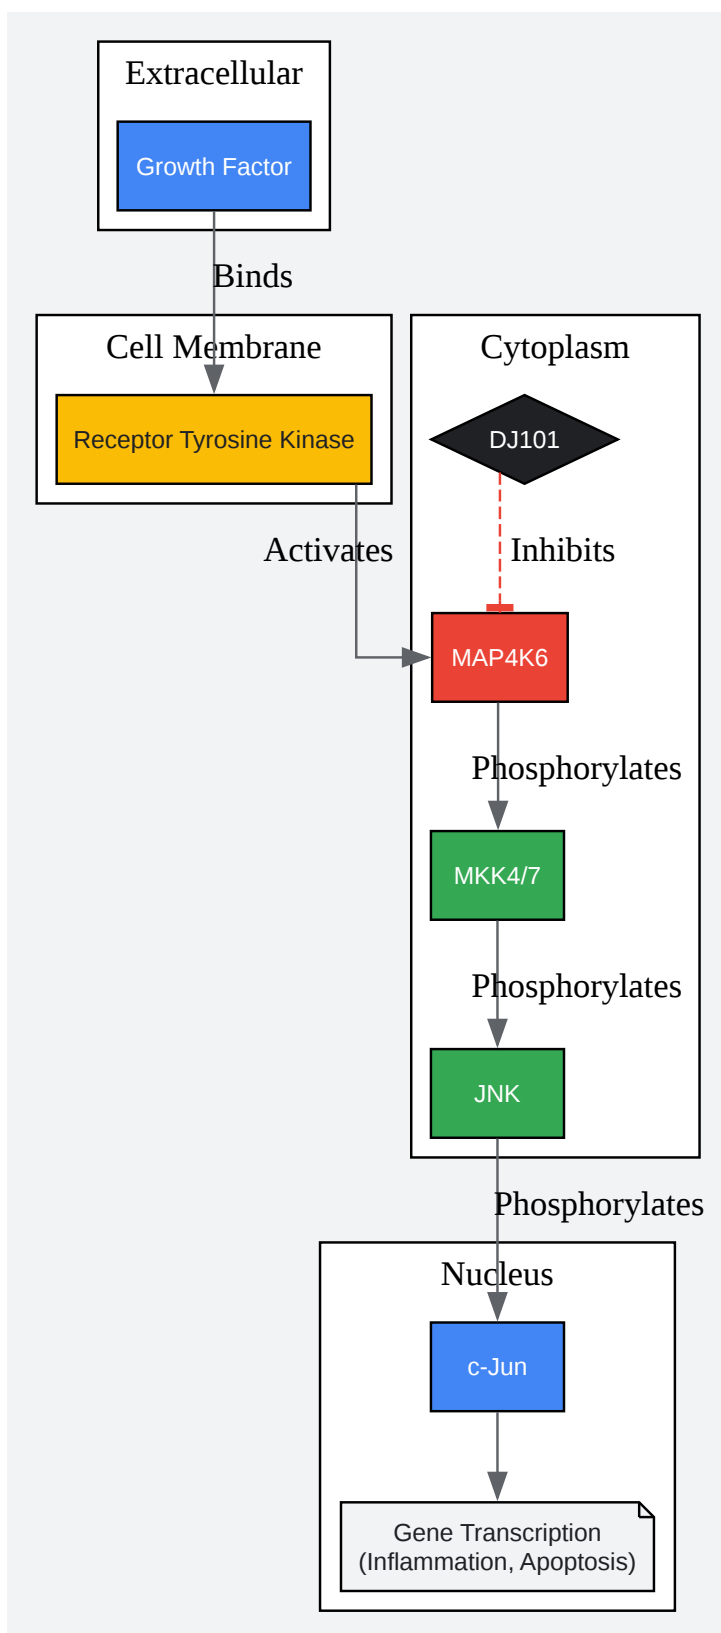 Extracellular
Growth Factor
Binds
Cell Membrane
Receptor Tyrosine Kinase
Activates
Cytoplasm
DJ101
Inhibits
MAP4K6
Phosphorylates
MKK4/7
Phosphorylates
JNK
Phosphorylates
Nucleus
c-Jun
Gene Transcription
(Inflammation, Apoptosis)